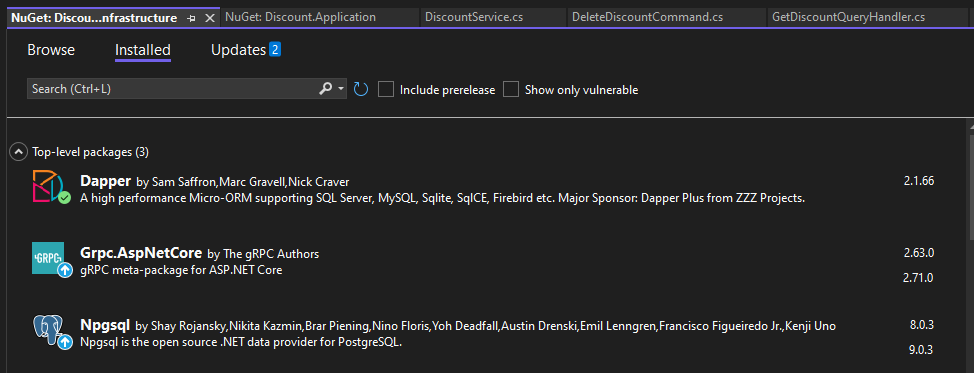 NuGet: Discou...nfrastructure
NuGet: Discount.Application
DiscountService.cs
DeleteDiscountCommand.cs
GetDiscountQueryHandler.cs
Browse
Installed
Updates 2
Search (Ctrl+L)
Include prerelease
Show only vulnerable
Top-level packages (3)
Dapper by Sam Saffron,Marc Gravell,Nick Craver
2.1.66
A high performance Micro-ORM supporting SQL Server, MySQL, Sqlite, SqlCE, Firebird etc. Major Sponsor: Dapper Plus from ZZZ Projects.
GRPC
Grpc.AspNetCore by The gRPC Authors
2.63.0
gRPC meta-package for ASP.NET Core
2.71.0
Npgsql by Shay Rojansky,Nikita Kazmin,Brar Piening,Nino Floris,Yoh Deadfall,Austin Drenski,Emil Lenngren,Francisco Figueiredo Jr.,Kenji Uno
8.0.3
Npgsql is the open source .NET data provider for PostgreSQL.
9.0.3